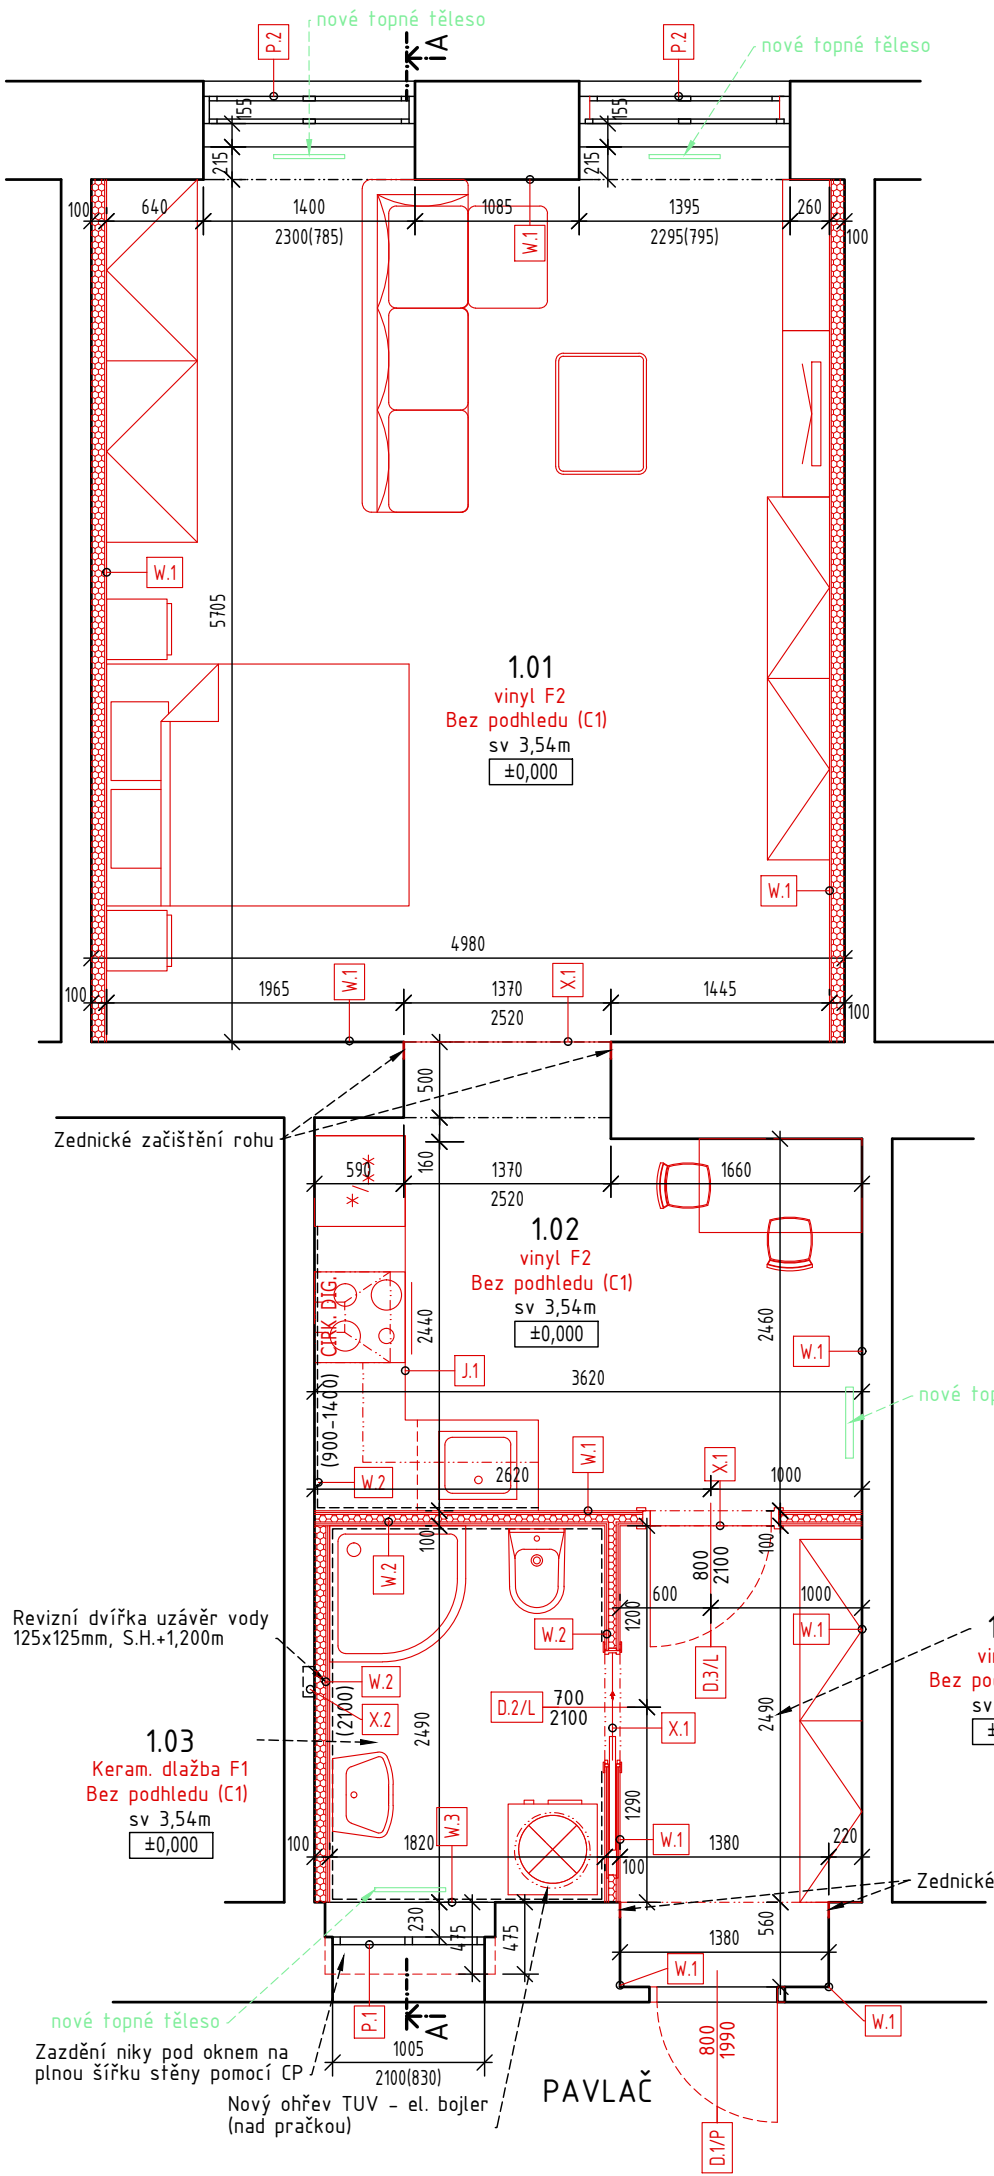 nové topné těleso
nové topné těleso
P.2
P.2
A
155
155
215
215
100
640
1400
1085
1395
260
100
2300(785)
2295(795)
W.1
W.1
5705
1.01
vinyl F2
Bez podhledu (C1)
sv 3,54m
±0,000
W.1
4980
100
1965
W.1
1370
X.1
1445
100
2520
500
Zednické začištění rohu
160
590
1370
1660
2520
*/**
1.02
vinyl F2
Bez podhledu (C1)
sv 3,54m
±0,000
CIRK. DIG.
2440
2460
W.1
J.1
3620
nové top
(900-1400)
W.2
2620
W.1
X.1
1000
100
100
W.2
800
2100
600
1000
1200
W.2
W.1
Revizní dvířka uzávěr vody
125x125mm, S.H.+1,200m
W.2
X.2
(2100)
2490
D.2/L
700
2100
D.3/L
X.1
2490
1
vin
Bez po
sv
±
1.03
Keram. dlažba F1
Bez podhledu (C1)
sv 3,54m
±0,000
1290
W.3
W.1
100
1820
100
1380
220
Zednické
230
475
475
560
1380
W.1
W.1
nové topné těleso
P.1
A
Zazdění niky pod oknem na
plnou šířku stěny pomocí CP
1005
2100(830)
800
1990
PAVLAČ
Nový ohřev TUV - el. bojler
(nad pračkou)
D.1/P